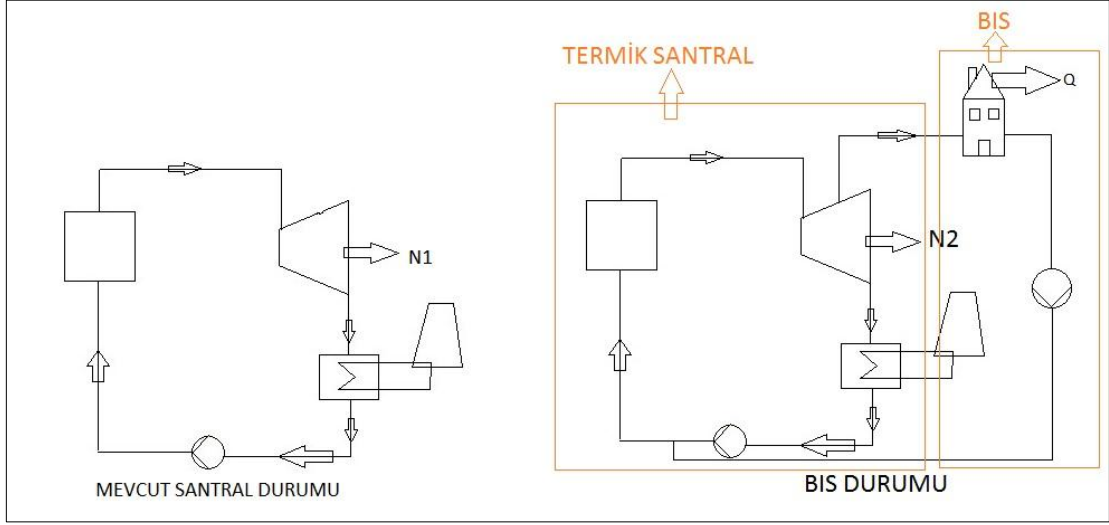 N1
MEVCUT SANTRAL DURUMU
TERMİK SANTRAL
BIS
Q
N2
BIS DURUMU